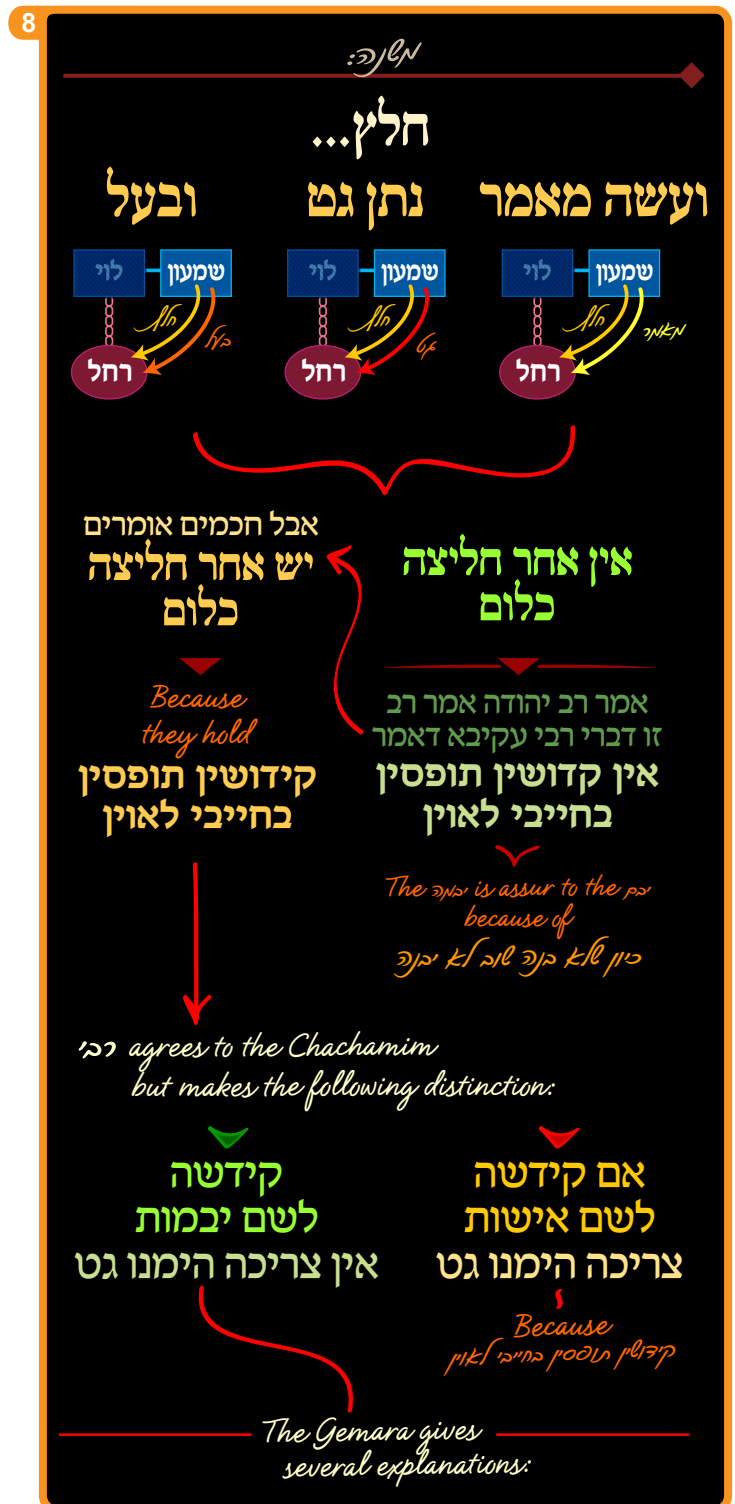 8
משנה:
חלץ...
ועשה מאמר
נתן גט
ובעל
שמעון
לוי
חלץ
מאמר
רחל
שמעון
לוי
חלץ
גט
רחל
שמעון
לוי
חלץ
בעל
רחל
אין אחר חליצה
כלום
אמר רב יהודה אמר רב
זו דברי רבי עקיבא דאמר
אין קדושין תופסין
בחייבי לאוין
The יבמה is assur to the יבם
because of
כיון שלא בנה שוב לא יבנה
אבל חכמים אומרים
יש אחר חליצה
כלום
Because
they hold
קידושין תופסין
בחייבי לאוין
רבי agrees to the Chachamim
but makes the following distinction:
אם קידשה
לשם אישות
צריכה הימנו גט
Because
קידושין תופסין בחייבי לאוין
קידשה
לשם יבמות
אין צריכה הימנו גט
The Gemara gives
several explanations: